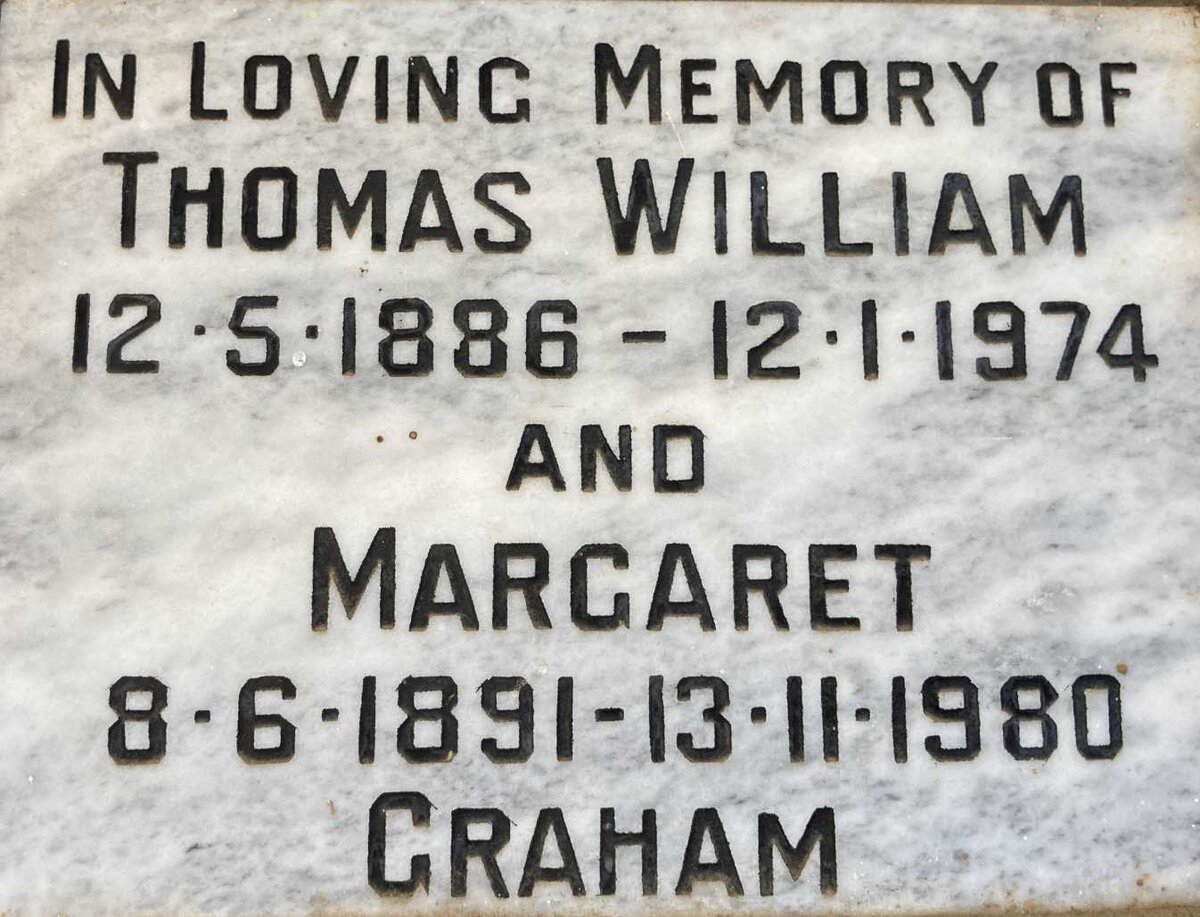 In Loving Memory of
Thomas William
12·5·1886 – 12·1·1974
and
Margaret
8·6·1891-13·11·1980
Graham